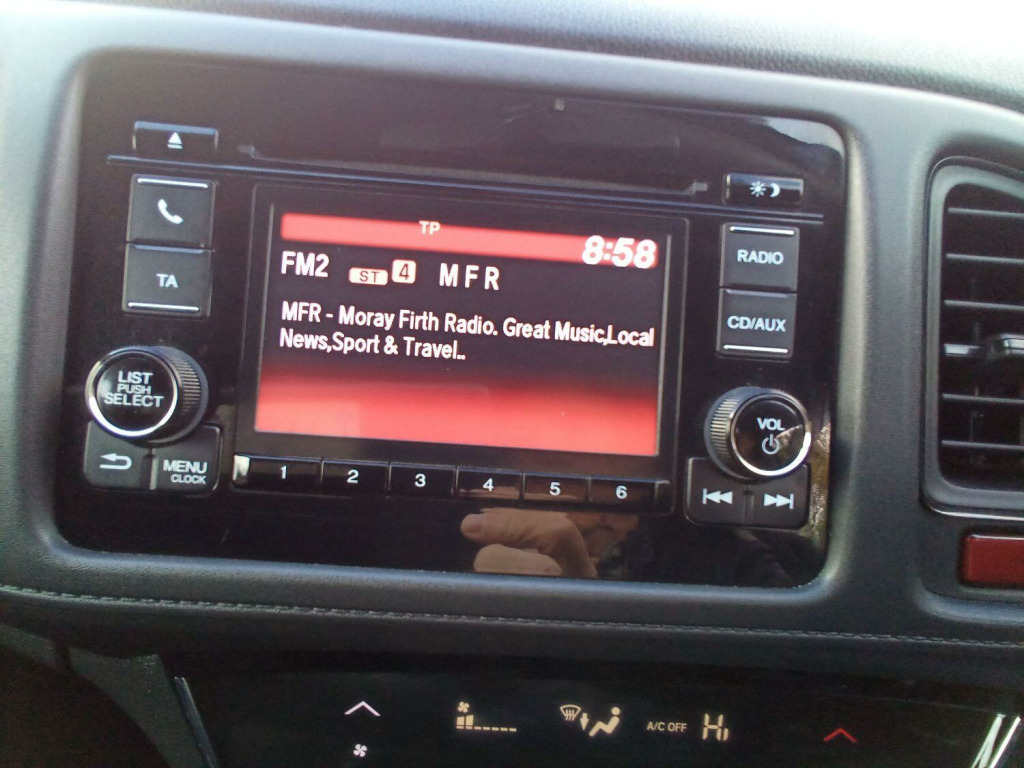 TP
8:58
FM2 ST 4 MFR
MFR - Moray Firth Radio. Great Music,Local
News,Sport & Travel..
TA
RADIO
CD/AUX
LIST
PUSH
SELECT
VOL
MENU
CLOCK
1 2 3 4 5 6
A/C OFF Hi